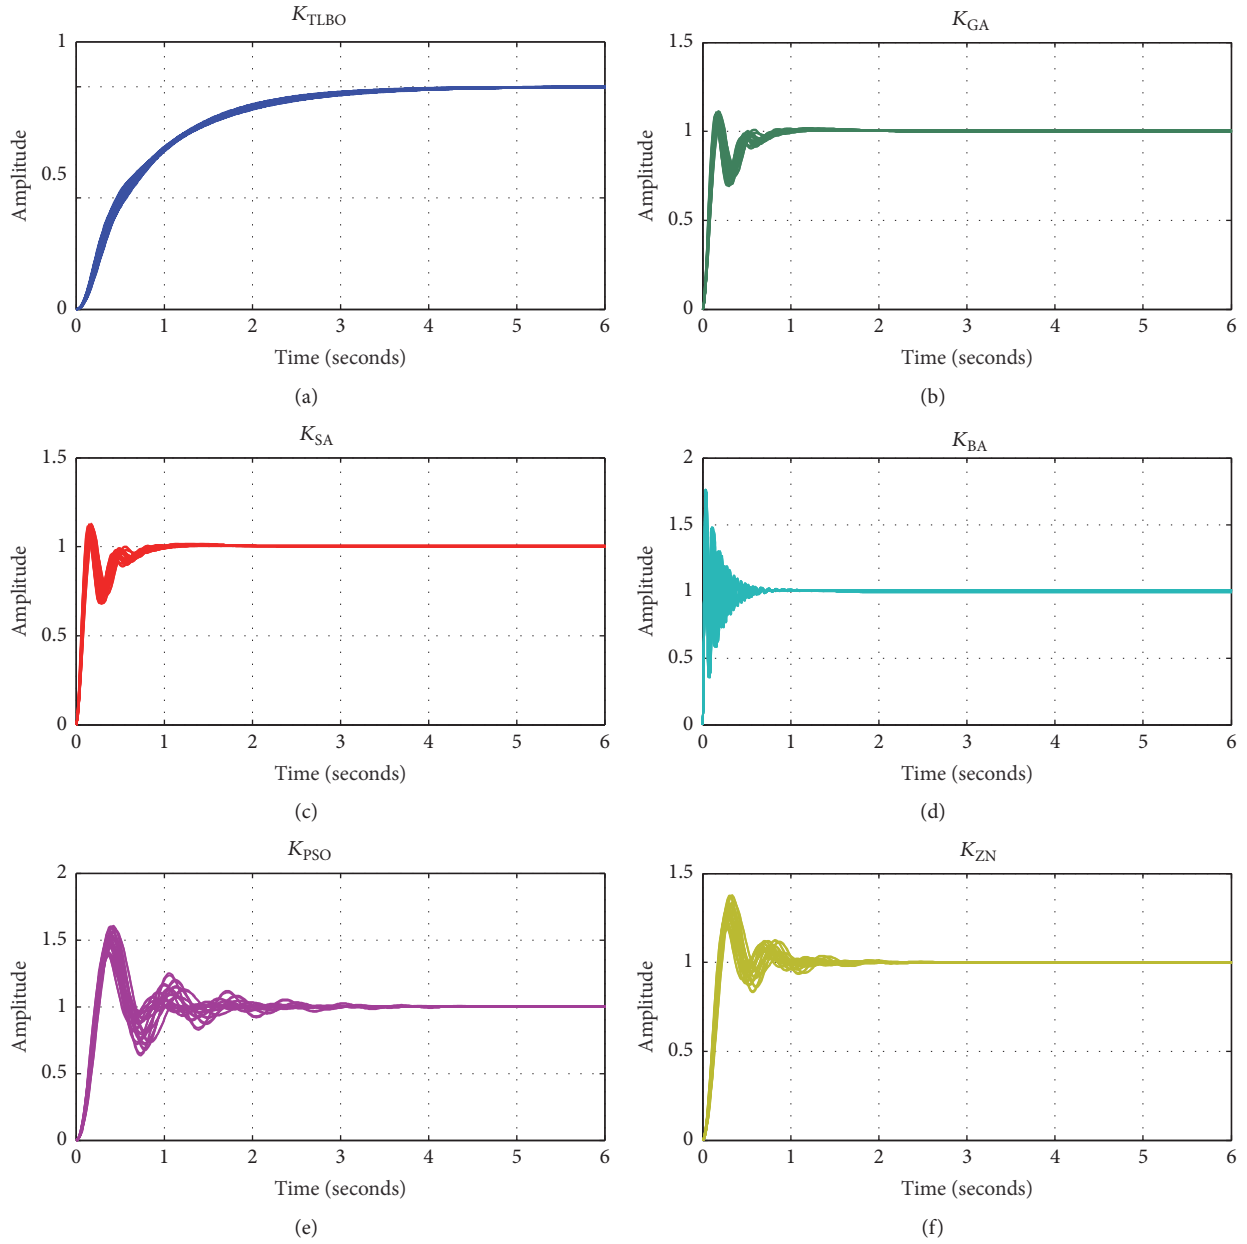 K_TLBO
1
0.5
0
0 1 2 3 4 5 6
Amplitude
Time (seconds)
(a)
K_GA
1.5
1
0.5
0
0 1 2 3 4 5 6
Amplitude
Time (seconds)
(b)
K_SA
1.5
1
0.5
0
0 1 2 3 4 5 6
Amplitude
Time (seconds)
(c)
K_BA
2
1.5
1
0.5
0
0 1 2 3 4 5 6
Amplitude
Time (seconds)
(d)
K_PSO
2
1.5
1
0.5
0
0 1 2 3 4 5 6
Amplitude
Time (seconds)
(e)
K_ZN
1.5
1
0.5
0
0 1 2 3 4 5 6
Amplitude
Time (seconds)
(f)